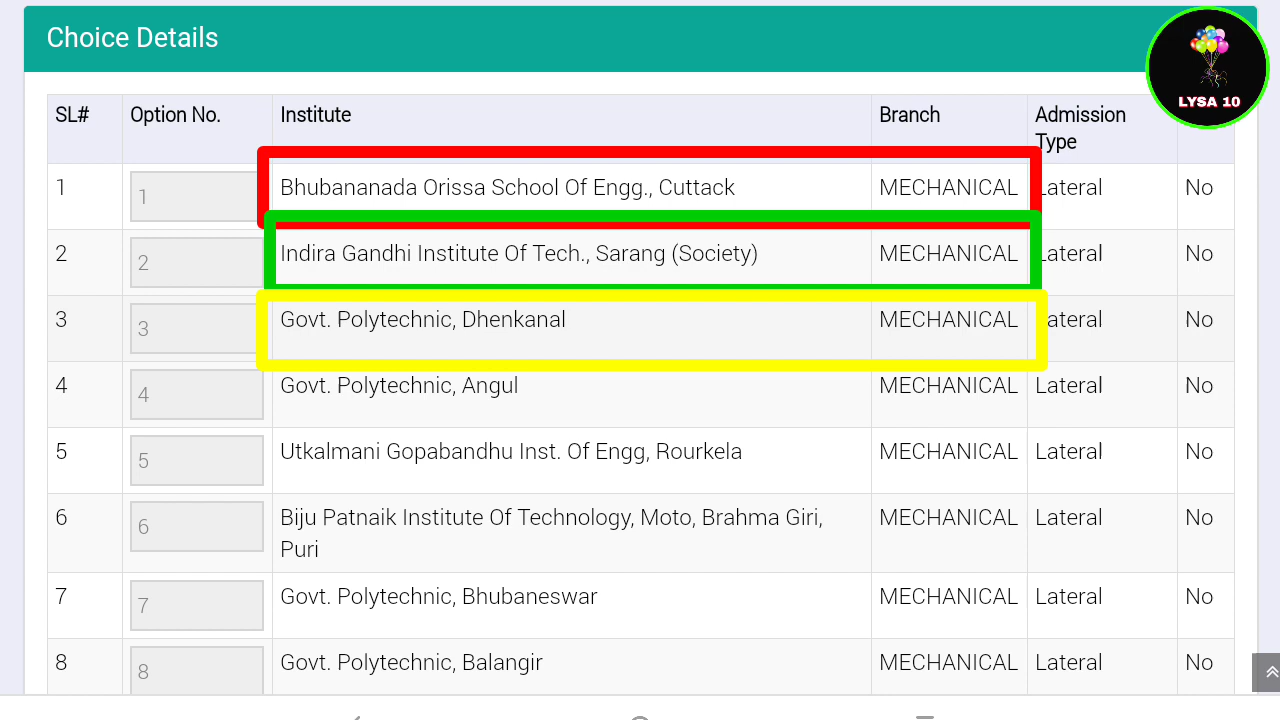 Choice Details
LYSA 10
SL# Option No. Institute Branch Admission
Type
1 1 Bhubananada Orissa School Of Engg., Cuttack MECHANICAL Lateral No
2 2 Indira Gandhi Institute Of Tech., Sarang (Society) MECHANICAL Lateral No
3 3 Govt. Polytechnic, Dhenkanal MECHANICAL Lateral No
4 4 Govt. Polytechnic, Angul MECHANICAL Lateral No
5 5 Utkalmani Gopabandhu Inst. Of Engg, Rourkela MECHANICAL Lateral No
6 6 Biju Patnaik Institute Of Technology, Moto, Brahma Giri, MECHANICAL Lateral No
Puri
7 7 Govt. Polytechnic, Bhubaneswar MECHANICAL Lateral No
8 8 Govt. Polytechnic, Balangir MECHANICAL Lateral No